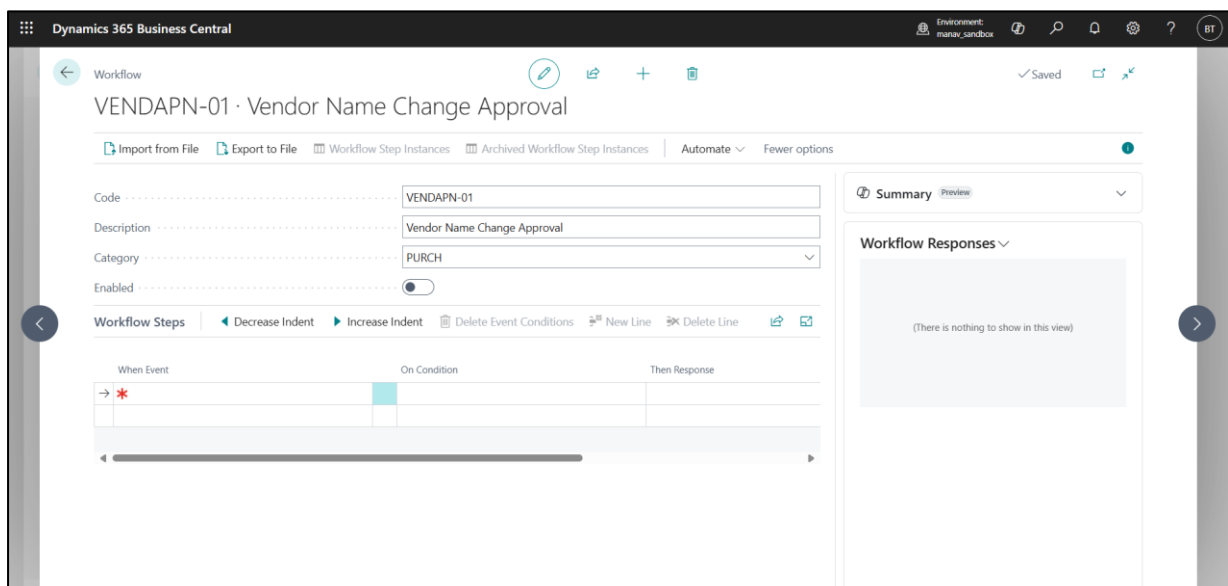 Dynamics 365 Business Central
Environment:
manav_sandbox
?
BT
Workflow
Saved
VENDAPN-01 · Vendor Name Change Approval
Import from File Export to File Workflow Step Instances Archived Workflow Step Instances Automate Fewer options
Code VENDAPN-01
Description Vendor Name Change Approval
Category PURCH
Enabled
Workflow Steps Decrease Indent Increase Indent Delete Event Conditions New Line Delete Line
When Event On Condition Then Response
*
Summary Preview
Workflow Responses
(There is nothing to show in this view)